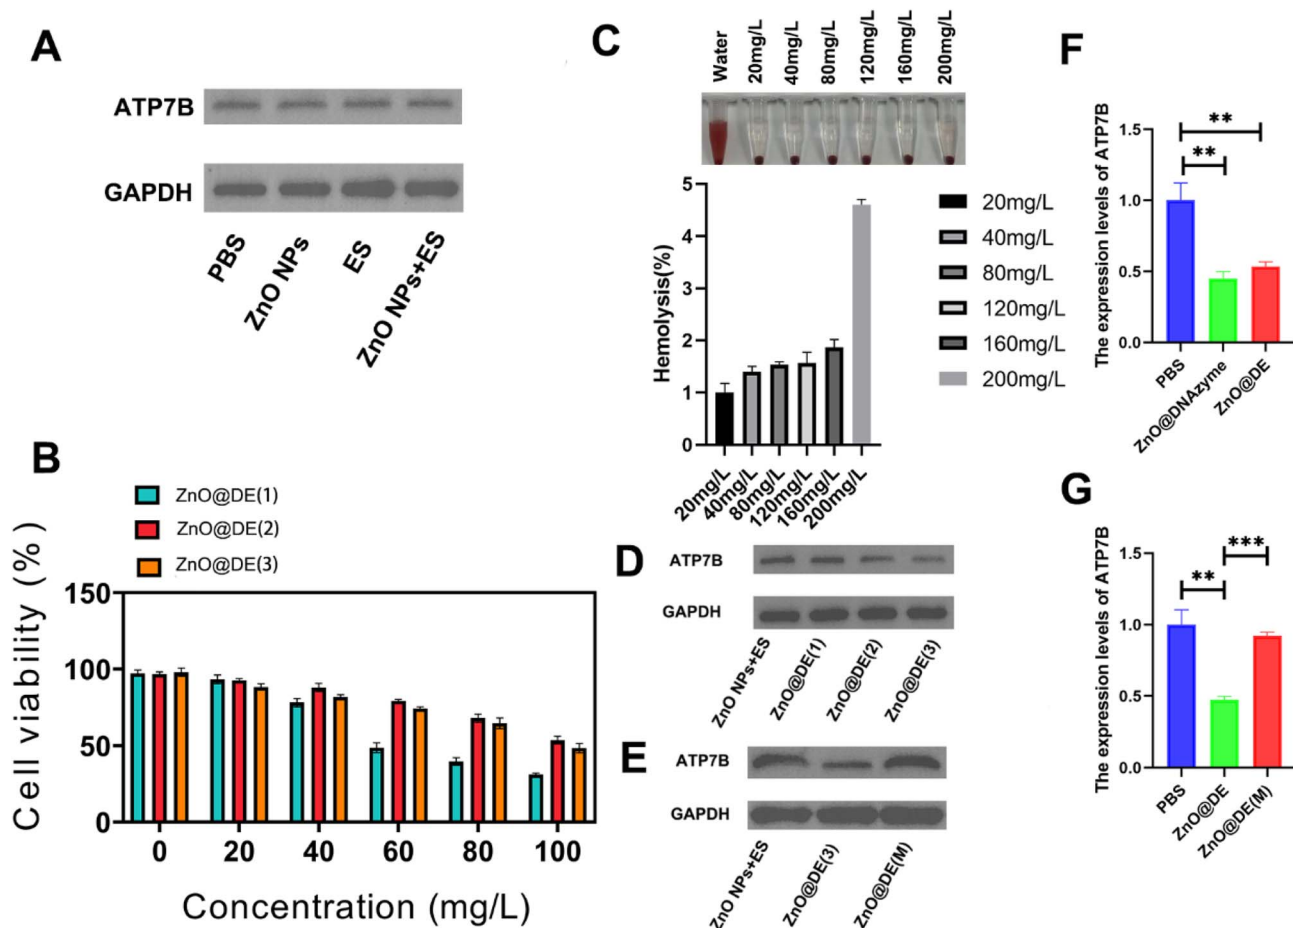 A
ATP7B
GAPDH
PBS
ZnO NPs
ES
ZnO NPs+ES
B
ZnO@DE(1)
ZnO@DE(2)
ZnO@DE(3)
Cell viability (%)
150
100
50
0
0 20 40 60 80 100
Concentration (mg/L)
C
Water
20mg/L
40mg/L
80mg/L
120mg/L
160mg/L
200mg/L
Hemolysis(%)
5
4
3
2
1
0
20mg/L
40mg/L
80mg/L
120mg/L
160mg/L
200mg/L
20mg/L
40mg/L
80mg/L
120mg/L
160mg/L
200mg/L
D
ATP7B
GAPDH
ZnO NPs+ES
ZnO@DE(1)
ZnO@DE(2)
ZnO@DE(3)
E
ATP7B
GAPDH
ZnO NPs+ES
ZnO@DE(3)
ZnO@DE(M)
F
The expression levels of ATP7B
1.5
1.0
0.5
0.0
**
**
PBS
ZnO@DNAzyme
ZnO@DE
G
The expression levels of ATP7B
1.5
1.0
0.5
0.0
**
***
PBS
ZnO@DE
ZnO@DE(M)